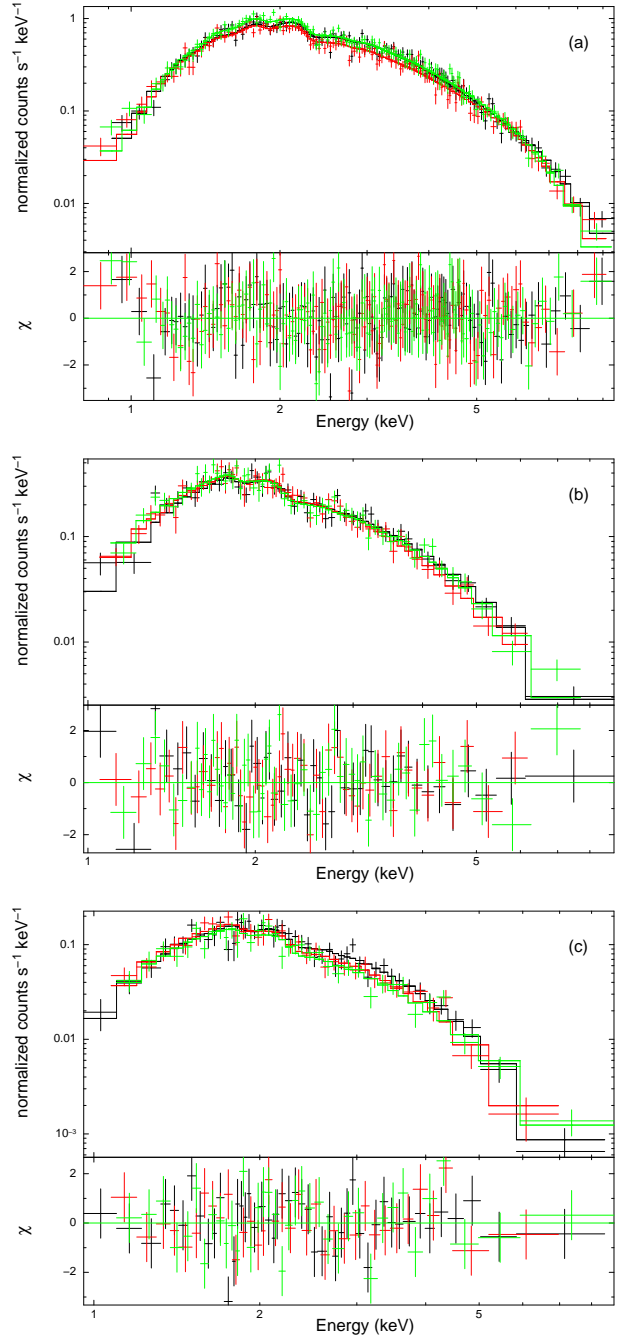 (a)
1
0.1
0.01
normalized counts s⁻¹ keV⁻¹
2
0
−2
χ
1
2
5
Energy (keV)
(b)
0.1
0.01
normalized counts s⁻¹ keV⁻¹
2
0
−2
χ
1
2
5
Energy (keV)
(c)
0.1
0.01
10⁻³
normalized counts s⁻¹ keV⁻¹
2
0
−2
χ
1
2
5
Energy (keV)